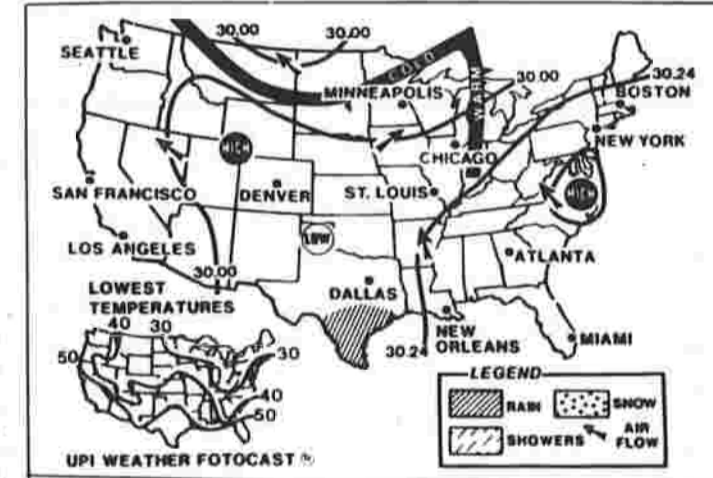 30.00
30.00
SEATTLE
COLD
MINNEAPOLIS
WARM
30.00
30.24
BOSTON
NEW YORK
HIGH
CHICAGO
HIGH
SAN FRANCISCO
DENVER
ST. LOUIS
LOW
LOS ANGELES
ATLANTA
30.00
LOWEST
TEMPERATURES
DALLAS
NEW
ORLEANS
MIAMI
30.24
40
30
50
30
40
50
LEGEND
RAIN
SNOW
SHOWERS
AIR
FLOW
UPI WEATHER FOTOCAST